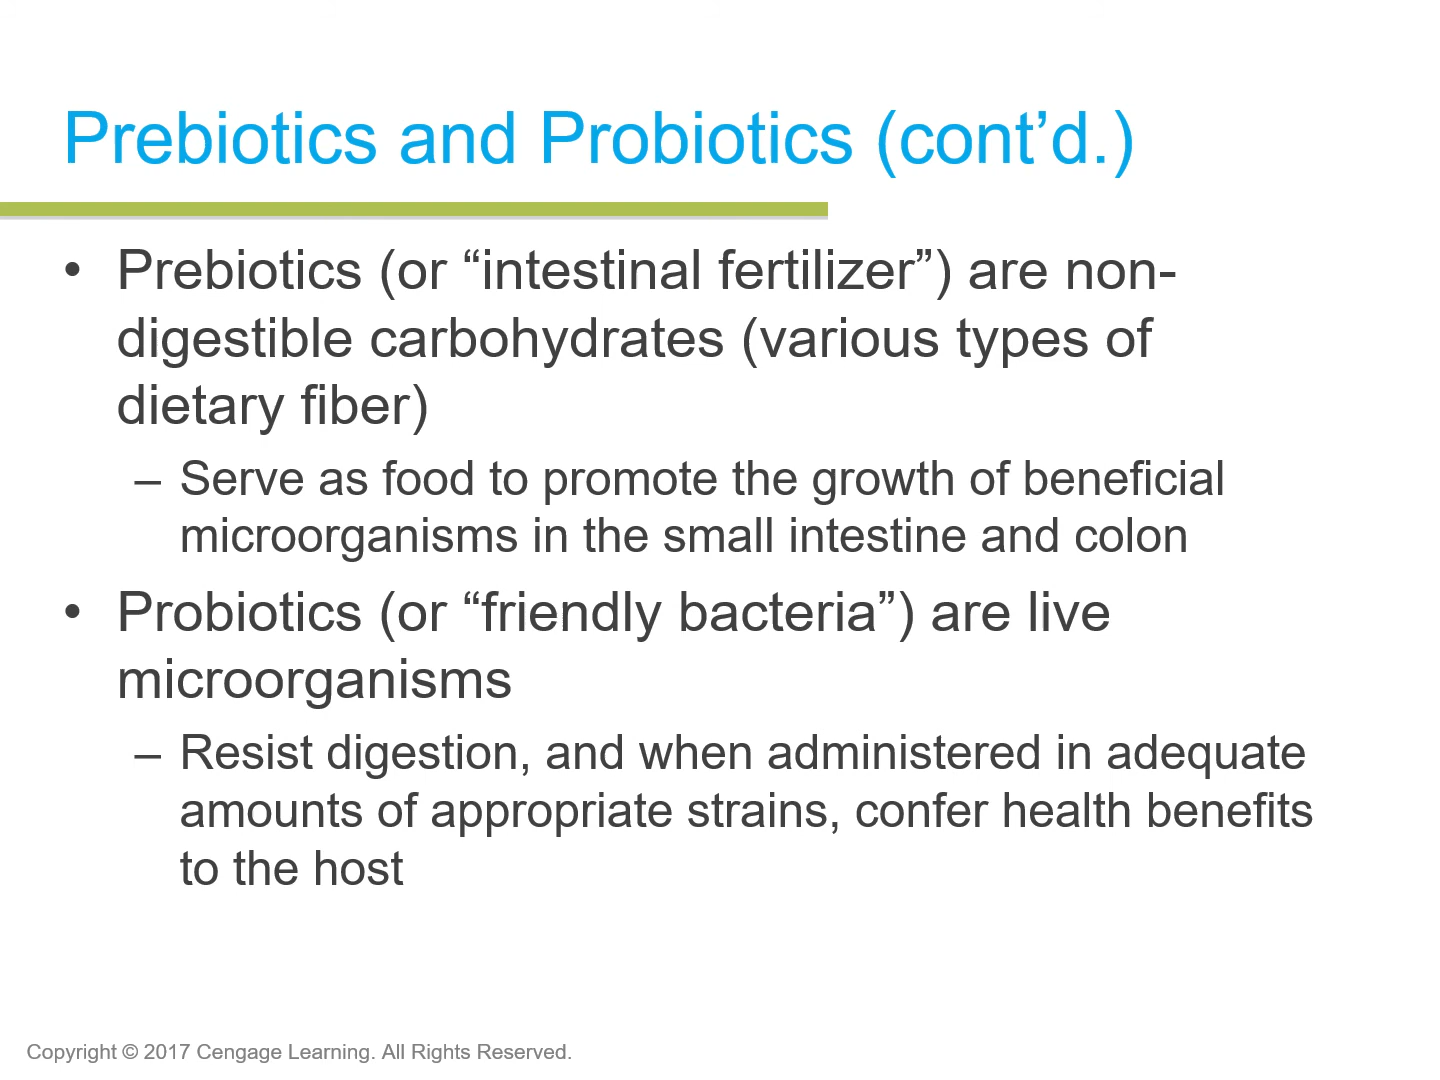 Prebiotics and Probiotics (cont’d.)
• Prebiotics (or “intestinal fertilizer”) are non-
digestible carbohydrates (various types of
dietary fiber)
– Serve as food to promote the growth of beneficial
microorganisms in the small intestine and colon
• Probiotics (or “friendly bacteria”) are live
microorganisms
– Resist digestion, and when administered in adequate
amounts of appropriate strains, confer health benefits
to the host
Copyright © 2017 Cengage Learning. All Rights Reserved.